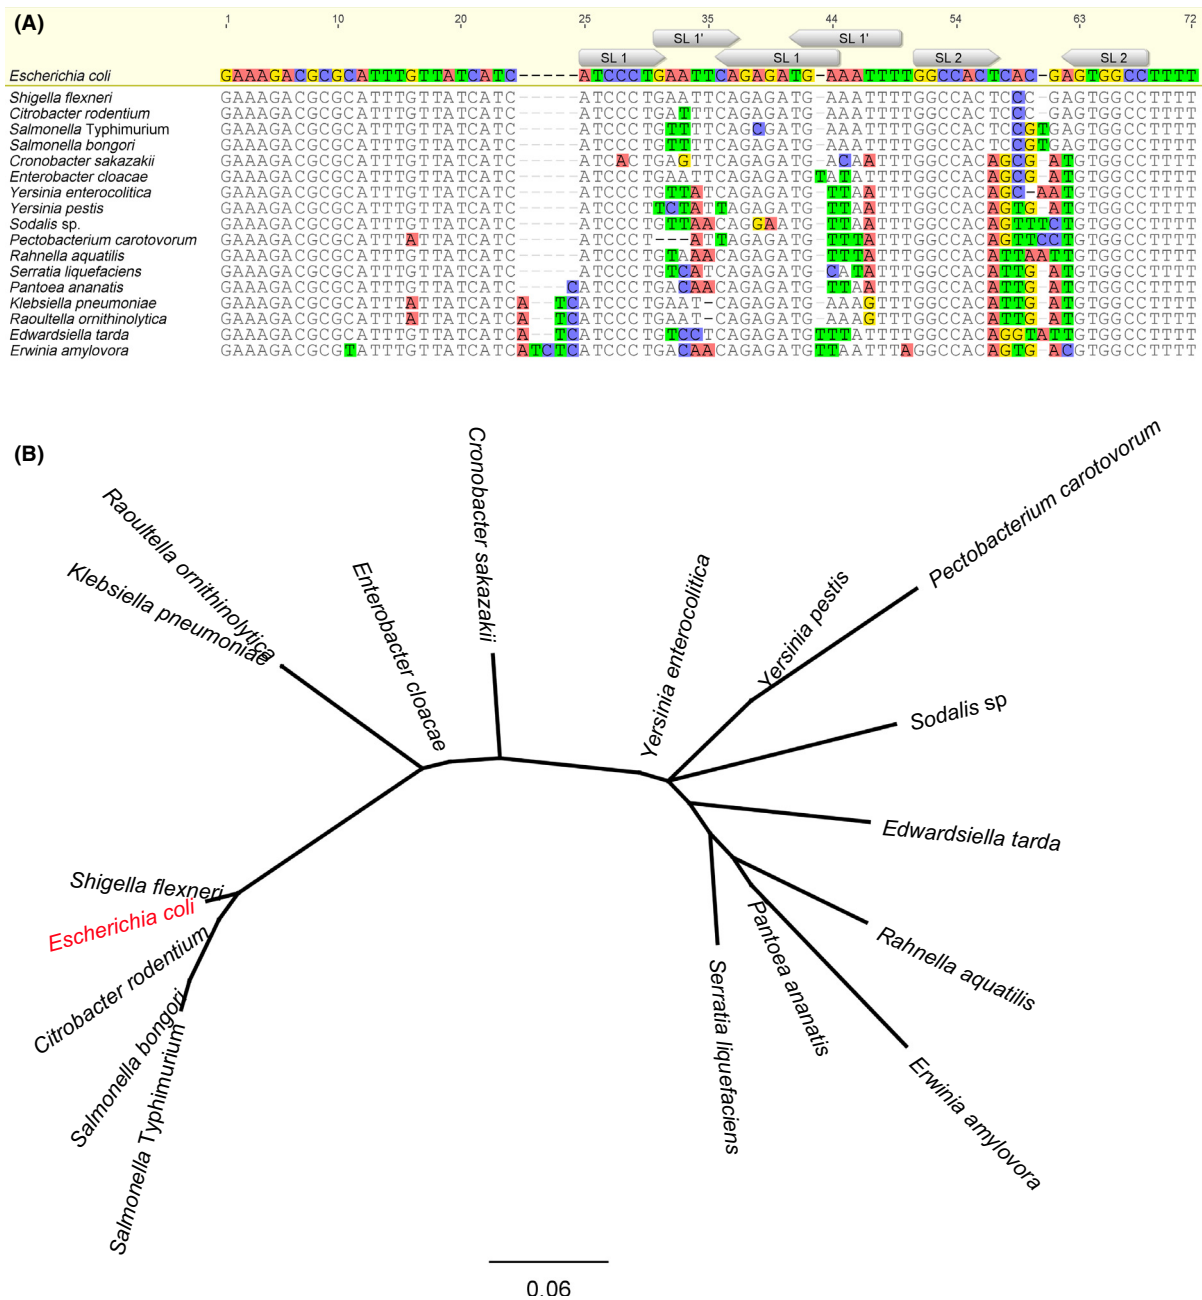 (A)
1 10 20 25 35 44 54 63 72
SL 1' SL 1'
SL 1 SL 1 SL 2 SL 2
Escherichia coli GAAAGACGCGCATTTGTTATCATC-----ATCCCTGAATTCAGAGATG-AAATTTTGGCCACTCAC-GAGTGGCCTTTT
Shigella flexneri GAAAGACGCGCATTTGTTATCATC-----ATCCCTGAATTCAGAGATG-AAATTTTGGCCACTCC--GAGTGGCCTTTT
Citrobacter rodentium GAAAGACGCGCATTTGTTATCATC-----ATCCCTGATTTCAGAGATG-AAATTTTGGCCACTCC--GAGTGGCCTTTT
Salmonella Typhimurium GAAAGACGCGCATTTGTTATCATC-----ATCCCTGTTTTCAGCGATG-AAATTTTGGCCACTCCGTGAGTGGCCTTTT
Salmonella bongori GAAAGACGCGCATTTGTTATCATC-----ATCCCTGTTTTCAGAGATG-AAATTTTGGCCACTCCGTGAGTGGCCTTTT
Cronobacter sakazakii GAAAGACGCGCATTTGTTATCATC-----ATCACTGAGTTCAGAGATG-ACAATTTGGCCACAGCG-ATGTGGCCTTTT
Enterobacter cloacae GAAAGACGCGCATTTGTTATCATC-----ATCCCTGAATTCAGAGATGTATATTTTGGCCACAGCG-ATGTGGCCTTTT
Yersinia enterocolitica GAAAGACGCGCATTTGTTATCATC-----ATCCCTGTTATCAGAGATG-TTAATTTGGCCACAGC-AATGTGGCCTTTT
Yersinia pestis GAAAGACGCGCATTTGTTATCATC-----ATCCCTTCTATTAGAGATG-TTAATTTGGCCACAGTG-ATGTGGCCTTTT
Sodalis sp. GAAAGACGCGCATTTGTTATCATC-----ATCCCTGTTAACAGGAATG-TTAATTTGGCCACAGTTTCTGTGGCCTTTT
Pectobacterium carotovorum GAAAGACGCGCATTTATTATCATC-----ATCCCT---ATTAGAGATG-TTTATTTGGCCACAGTTCCTGTGGCCTTTT
Rahnella aquatilis GAAAGACGCGCATTTGTTATCATC-----ATCCCTGTAAACAGAGATG-TTTATTTGGCCACATTAATTGTGGCCTTTT
Serratia liquefaciens GAAAGACGCGCATTTGTTATCATC-----ATCCCTGTCATCAGAGATG-CATATTTGGCCACATTG-ATGTGGCCTTTT
Pantoea ananatis GAAAGACGCGCATTTGTTATCATC----CATCCCTGACAACAGAGATG-TTAATTTGGCCACATTG-ATGTGGCCTTTT
Klebsiella pneumoniae GAAAGACGCGCATTTATTATCATCA--TCATCCCTGAAT-CAGAGATG-AAAGTTTGGCCACATTG-ATGTGGCCTTTT
Raoultella ornithinolytica GAAAGACGCGCATTTATTATCATCA--TCATCCCTGAAT-CAGAGATG-AAAGTTTGGCCACATTG-ATGTGGCCTTTT
Edwardsiella tarda GAAAGACGCGCATTTGTTATCATCA--TCATCCCTGTCCTCAGAGATGTTTATTTTGGCCACAGGTATTGTGGCCTTTT
Erwinia amylovora GAAAGACGCGTATTTGTTATCATCATCTCATCCCTGACAACAGAGATGTTAATTTAGGCCACAGTG-ACGTGGCCTTTT
(B)
Raoultella ornithinolytica
Klebsiella pneumoniae
Enterobacter cloacae
Cronobacter sakazakii
Yersinia enterocolitica
Yersinia pestis
Pectobacterium carotovorum
Sodalis sp
Edwardsiella tarda
Rahnella aquatilis
Erwinia amylovora
Pantoea ananatis
Serratia liquefaciens
Shigella flexneri
Escherichia coli
Citrobacter rodentium
Salmonella bongori
Salmonella Typhimurium
0.06